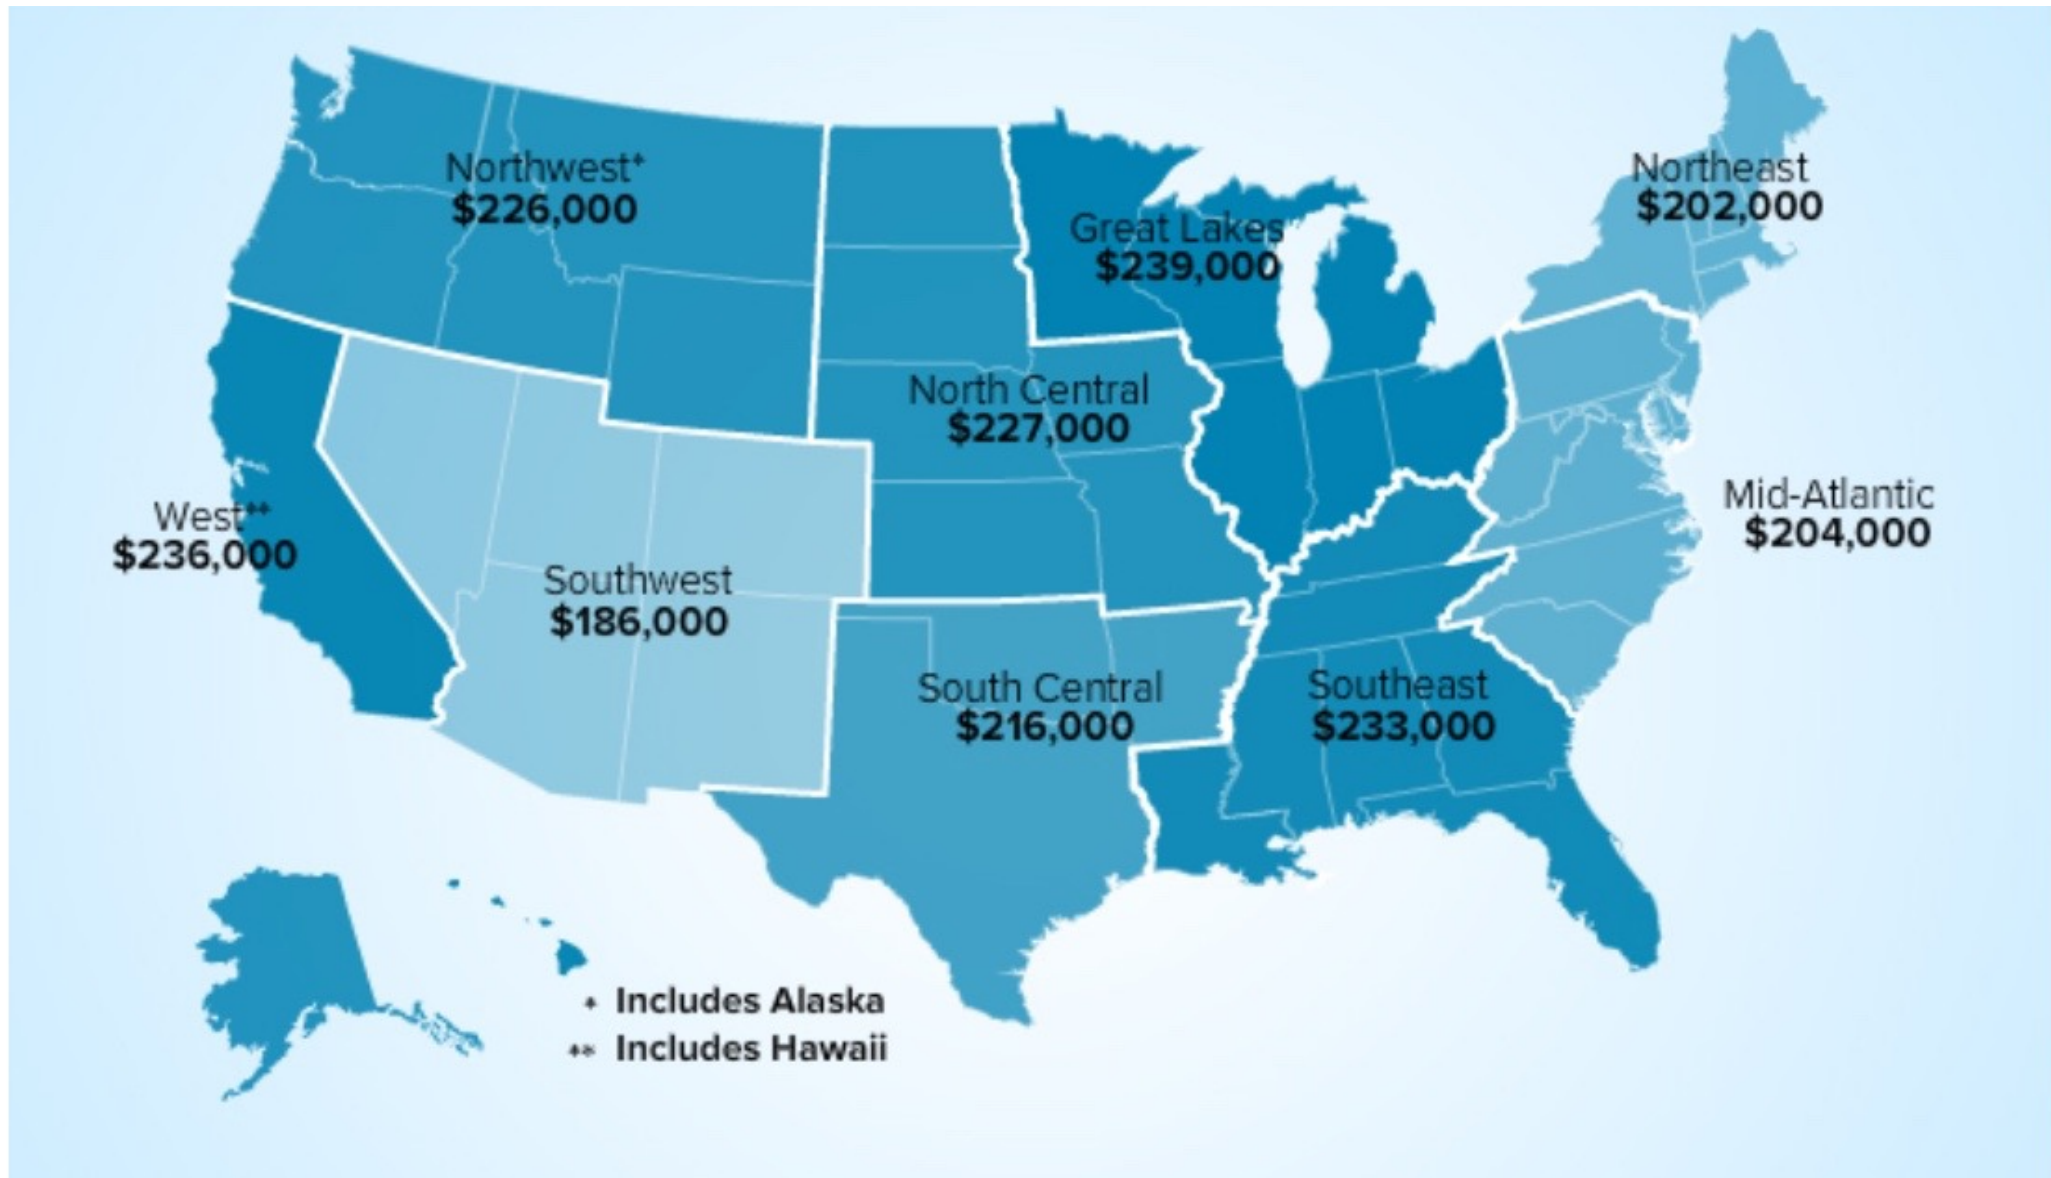 Northwest*
$226,000
Great Lakes
$239,000
Northeast
$202,000
North Central
$227,000
West**
$236,000
Southwest
$186,000
Mid-Atlantic
$204,000
South Central
$216,000
Southeast
$233,000
* Includes Alaska
** Includes Hawaii